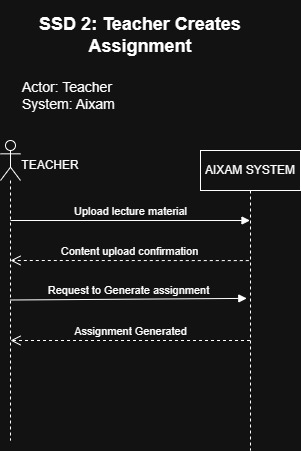 SSD 2: Teacher Creates
Assignment
Actor: Teacher
System: Aixam
TEACHER
AIXAM SYSTEM
Upload lecture material
Content upload confirmation
Request to Generate assignment
Assignment Generated